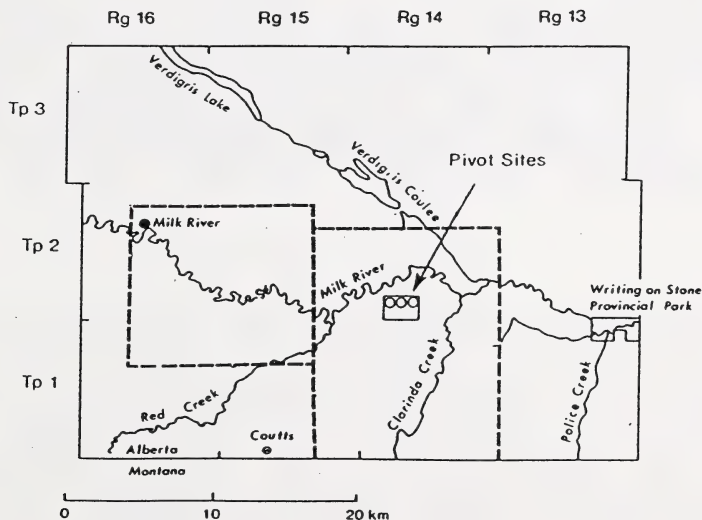 Rg 16 Rg 15 Rg 14 Rg 13
Tp 3
Verdigris Lake
Verdigris Coulee
Pivot Sites
Tp 2
Milk River
Milk River
Writing on Stone
Provincial Park
Tp 1
Red Creek
Clarinda Creek
Police Creek
Coutts
Alberta
Montana
0 10 20 km